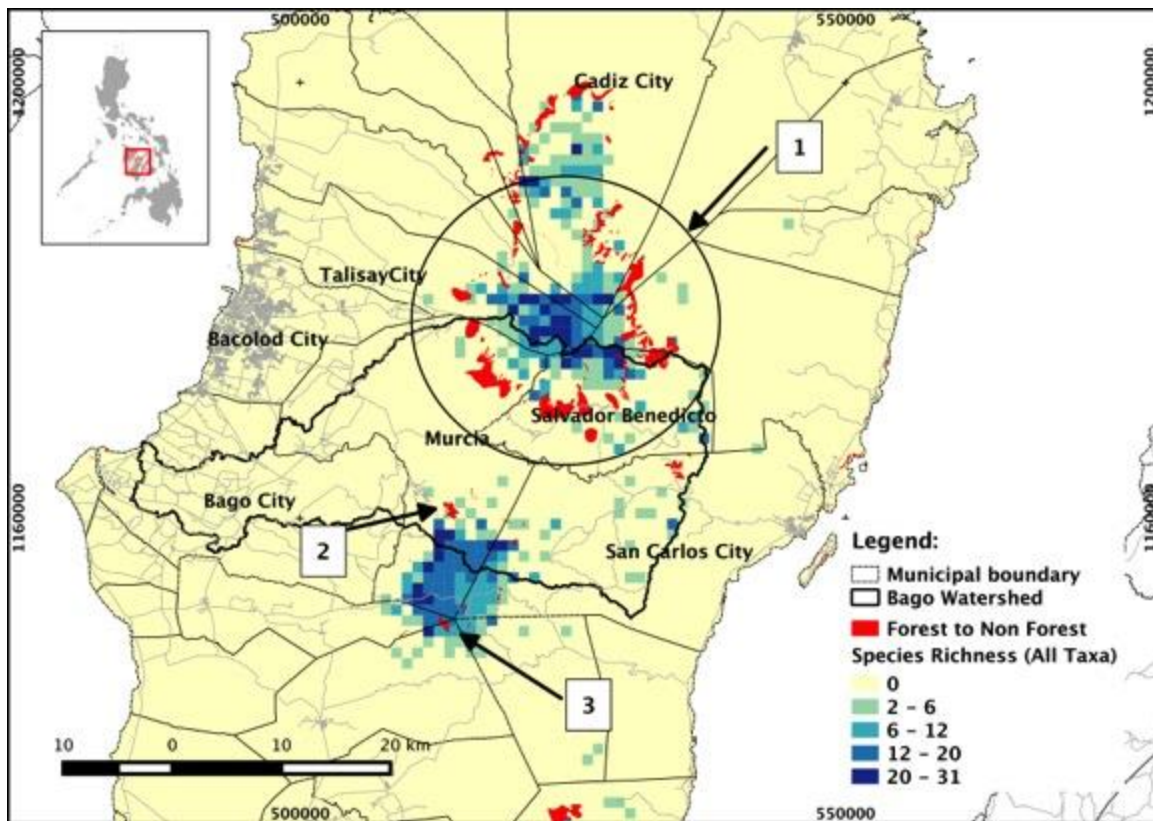 500000
550000
1200000
1200000
Cadiz City
1
TalisayCity
Bacolod City
Salvador Benedicto
Murcia
1160000
1160000
Bago City
2
San Carlos City
Legend:
Municipal boundary
Bago Watershed
Forest to Non Forest
Species Richness (All Taxa)
0
2 - 6
6 - 12
12 - 20
20 - 31
3
10 0 10 20 km
500000
550000